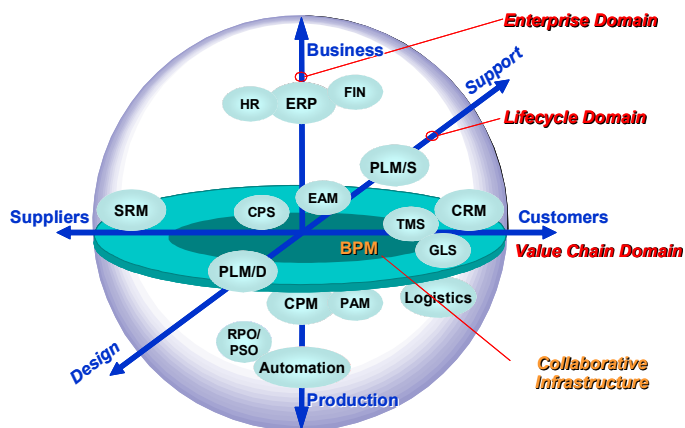 Enterprise Domain
Business
Support
HR
ERP
FIN
Lifecycle Domain
PLM/S
EAM
SRM
CPS
TMS
CRM
Suppliers
Customers
BPM
GLS
Value Chain Domain
PLM/D
CPM
PAM
Logistics
RPO/
PSO
Design
Automation
Collaborative
Infrastructure
Production